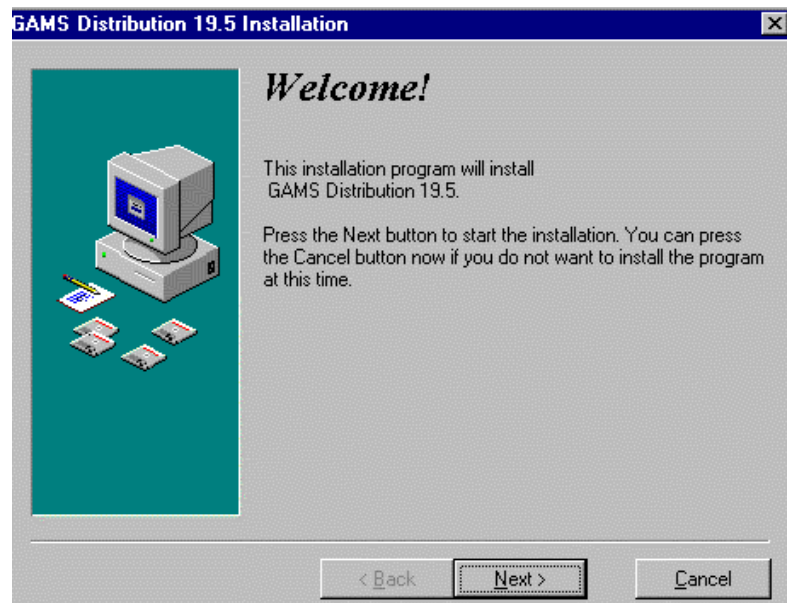 GAMS Distribution 19.5 Installation
Welcome!
This installation program will install
GAMS Distribution 19.5.
Press the Next button to start the installation. You can press
the Cancel button now if you do not want to install the program
at this time.
< Back Next > Cancel